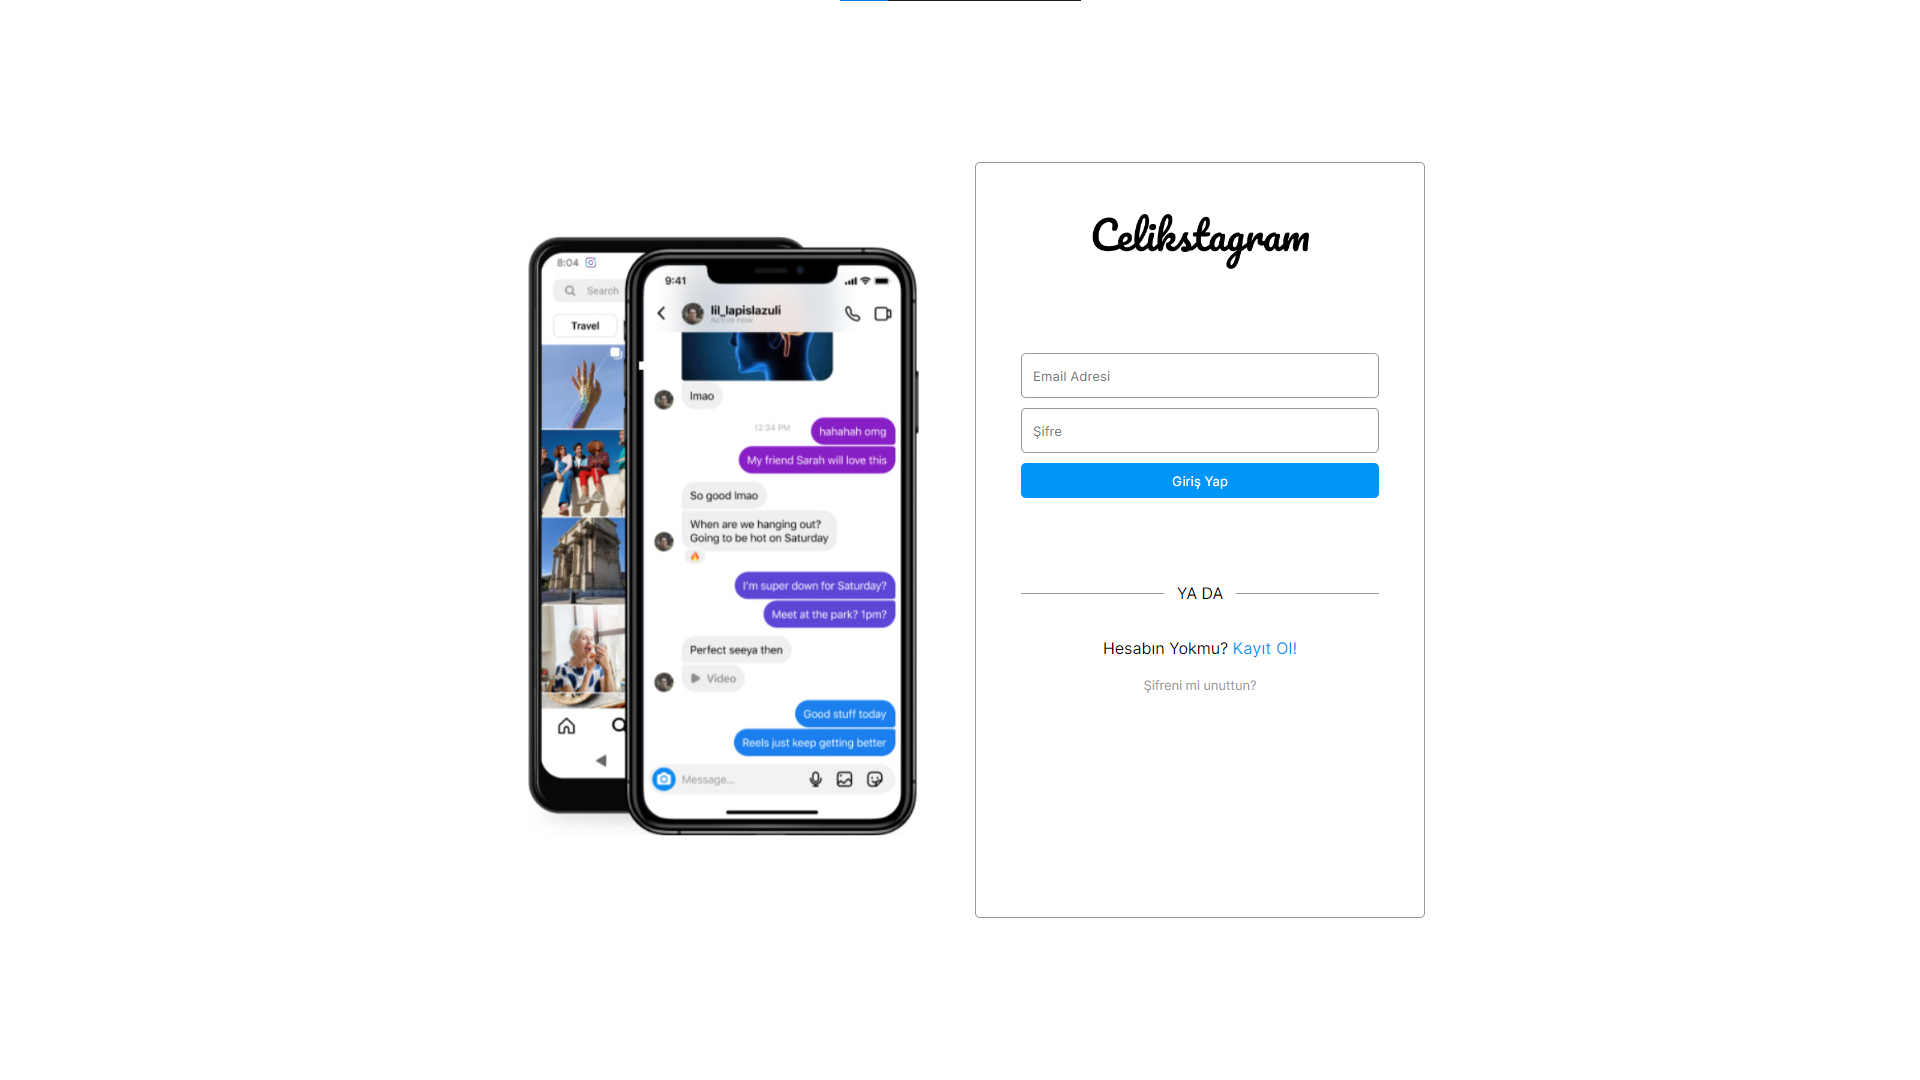 8:04
Search
Travel
9:41
lil_lapislazuli
Active now
lmao
12:34 PM
hahahah omg
My friend Sarah will love this
So good lmao
When are we hanging out?
Going to be hot on Saturday
I'm super down for Saturday?
Meet at the park? 1pm?
Perfect seeya then
Video
Good stuff today
Reels just keep getting better
Message...
Celikstagram
Email Adresi
Şifre
Giriş Yap
YA DA
Hesabın Yokmu? Kayıt Ol!
Şifreni mi unuttun?